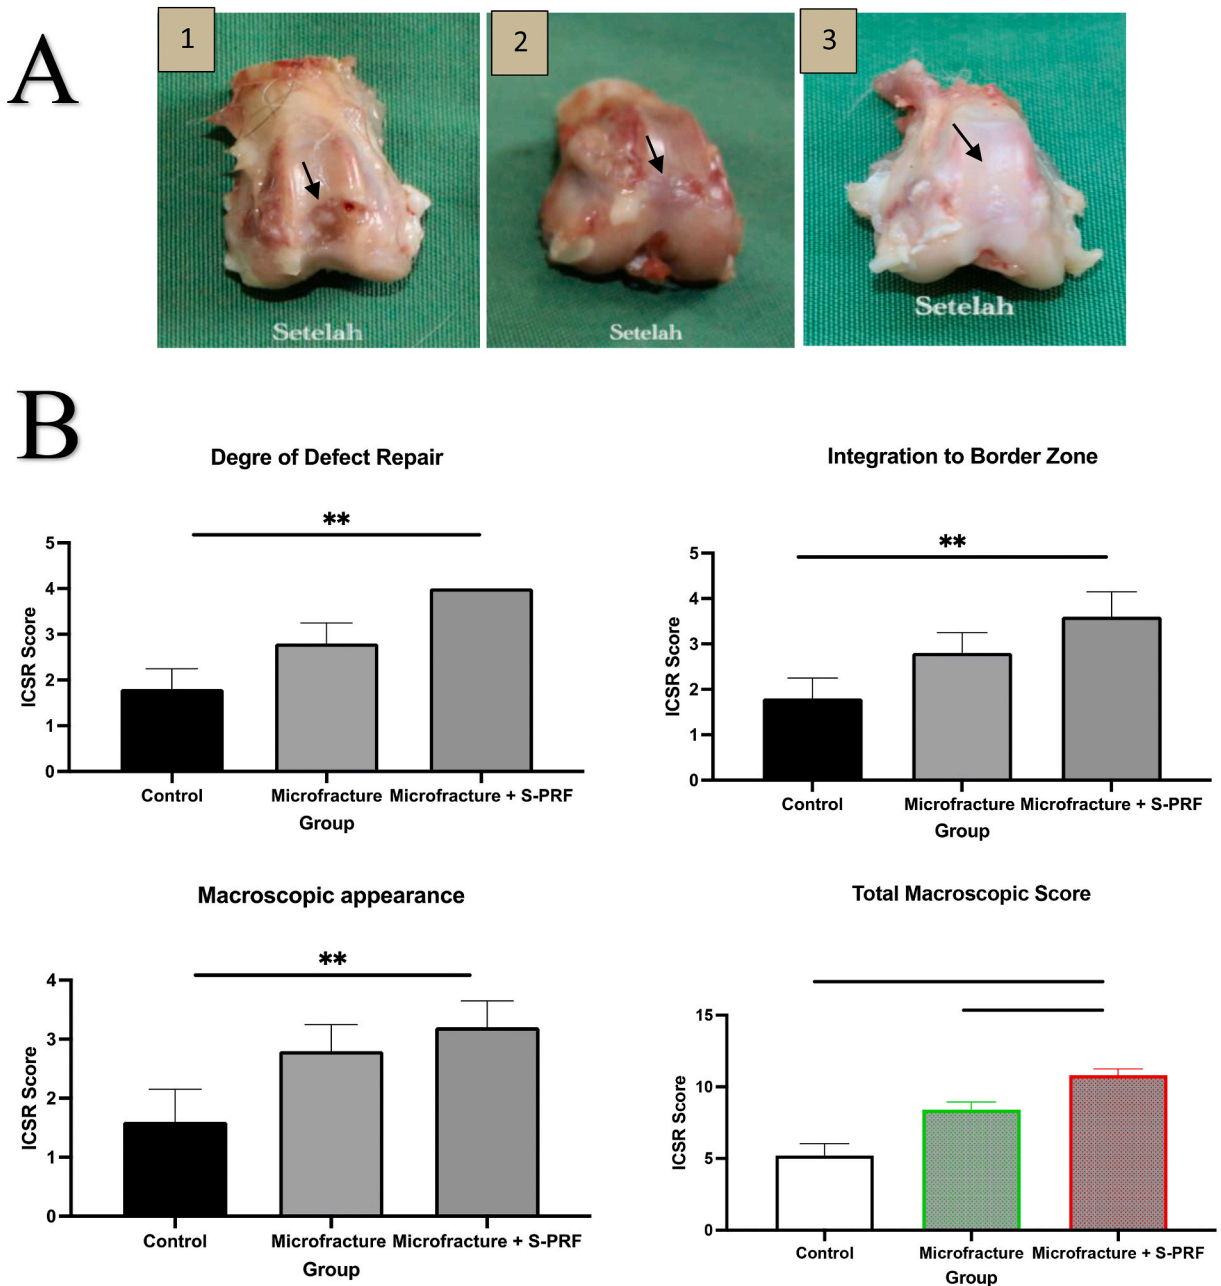 A
1
2
3
Setelah
Setelah
Setelah
B
Degre of Defect Repair
**
5
4
3
2
1
0
ICSR Score
Control
Microfracture
Microfracture + S-PRF
Group
Integration to Border Zone
**
5
4
3
2
1
0
ICSR Score
Control
Microfracture
Microfracture + S-PRF
Group
Macroscopic appearance
**
4
3
2
1
0
ICSR Score
Control
Microfracture
Microfracture + S-PRF
Group
Total Macroscopic Score
15
10
5
0
ICSR Score
Control
Microfracture
Microfracture + S-PRF
Group